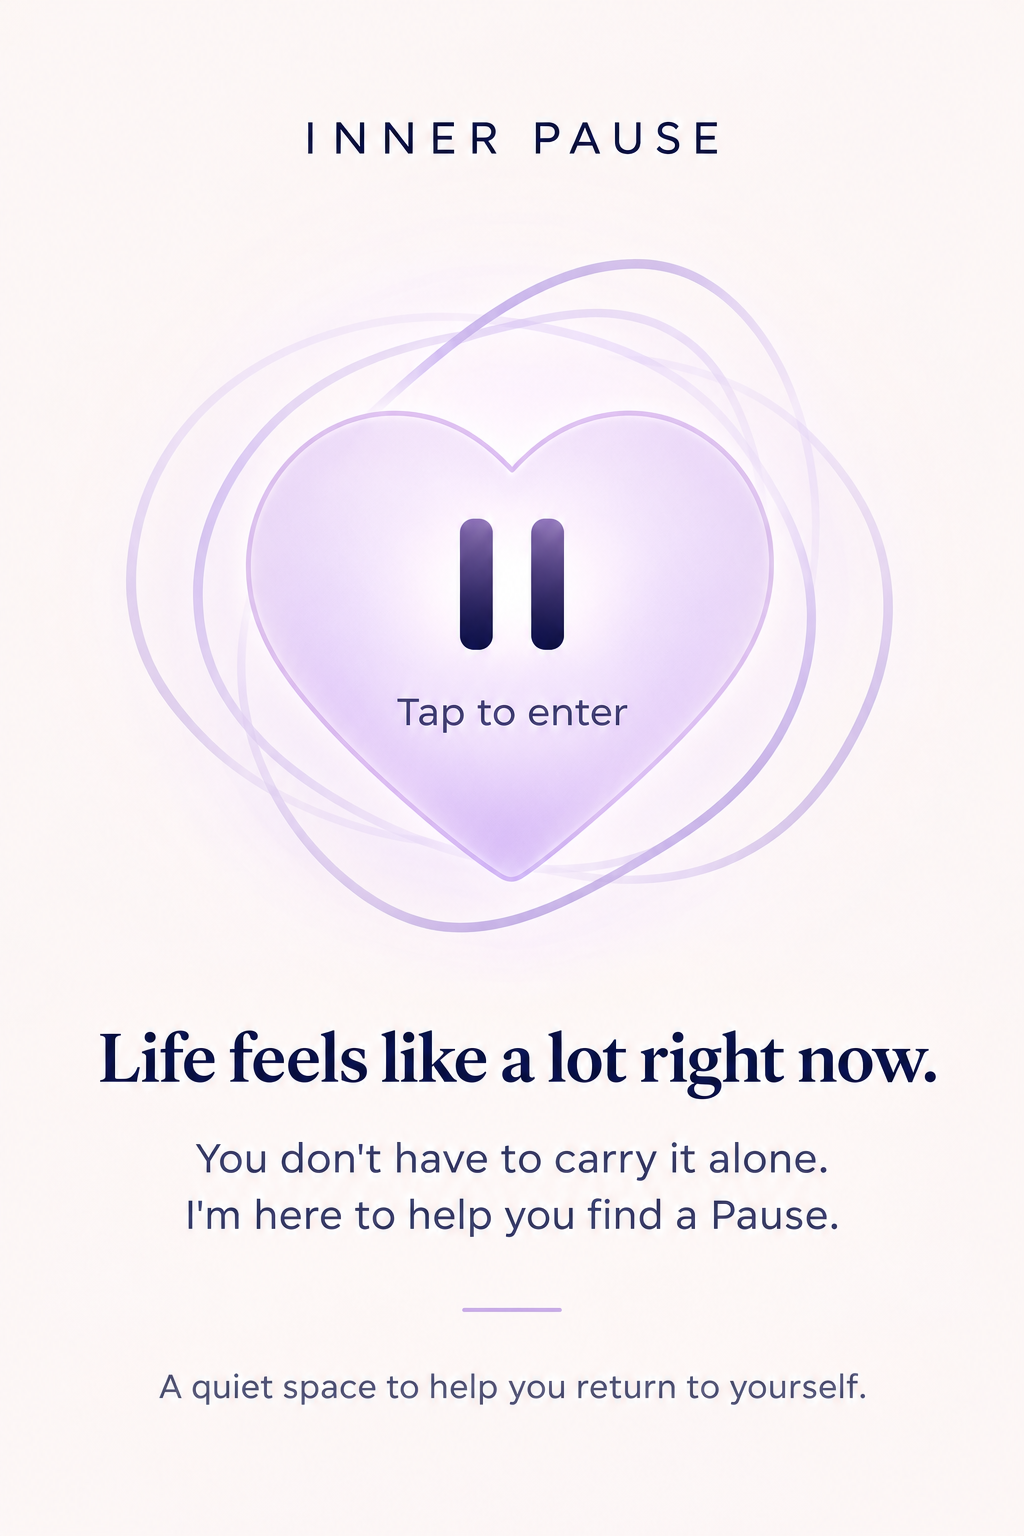 INNER PAUSE
Tap to enter
Life feels like a lot right now.
You don't have to carry it alone.
I'm here to help you find a Pause.
A quiet space to help you return to yourself.